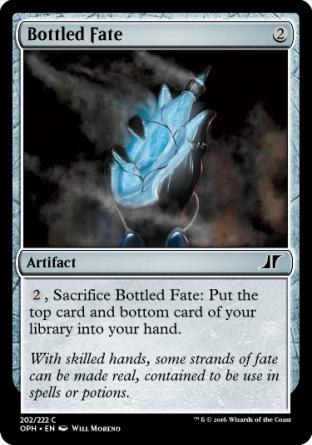 Bottled Fate 2
Artifact
2, Sacrifice Bottled Fate: Put the
top card and bottom card of your
library into your hand.
With skilled hands, some strands of fate
can be made real, contained to be use in
spells or potions.
202/222 C
OPH • EN Will Moreno
™ & © 2016 Wizards of the Coast